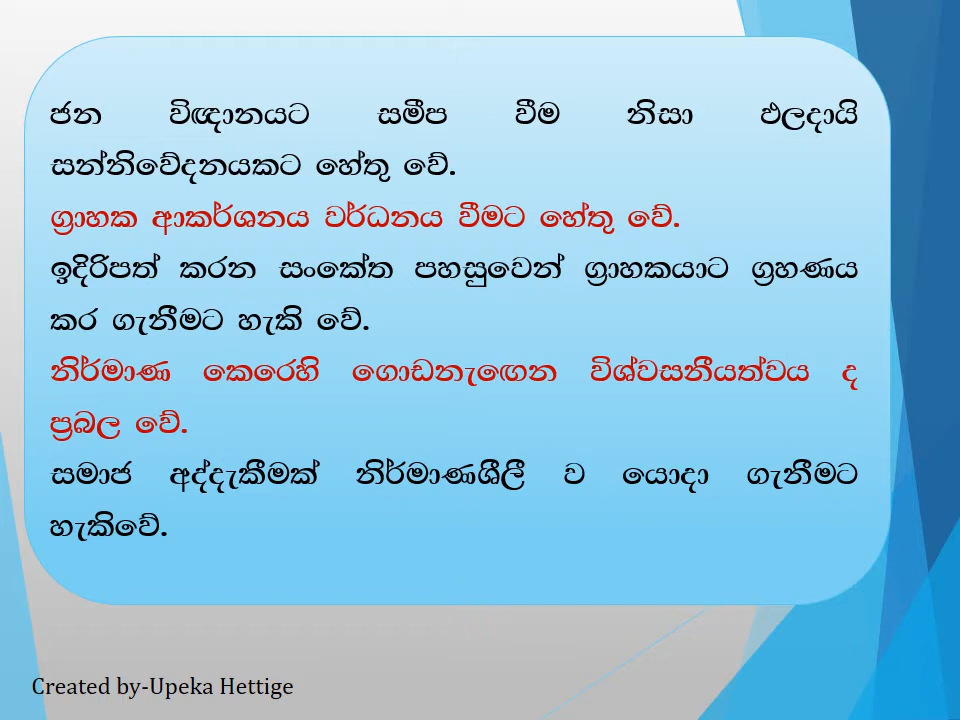 ජන විඥානයට සමීප වීම නිසා ඵලදායි
සන්නිවේදනයකට හේතු වේ.
ග්‍රාහක ආකර්ශනය වර්ධනය වීමට හේතු වේ.
ඉදිරිපත් කරන සංකේත පහසුවෙන් ග්‍රාහකයාට ග්‍රහණය
කර ගැනීමට හැකි වේ.
නිර්මාණ කෙරෙහි ගොඩනැඟෙන විශ්වසනීයත්වය ද
ප්‍රබල වේ.
සමාජ අද්දැකීමක් නිර්මාණශීලී ව යොදා ගැනීමට
හැකිවේ.
Created by-Upeka Hettige